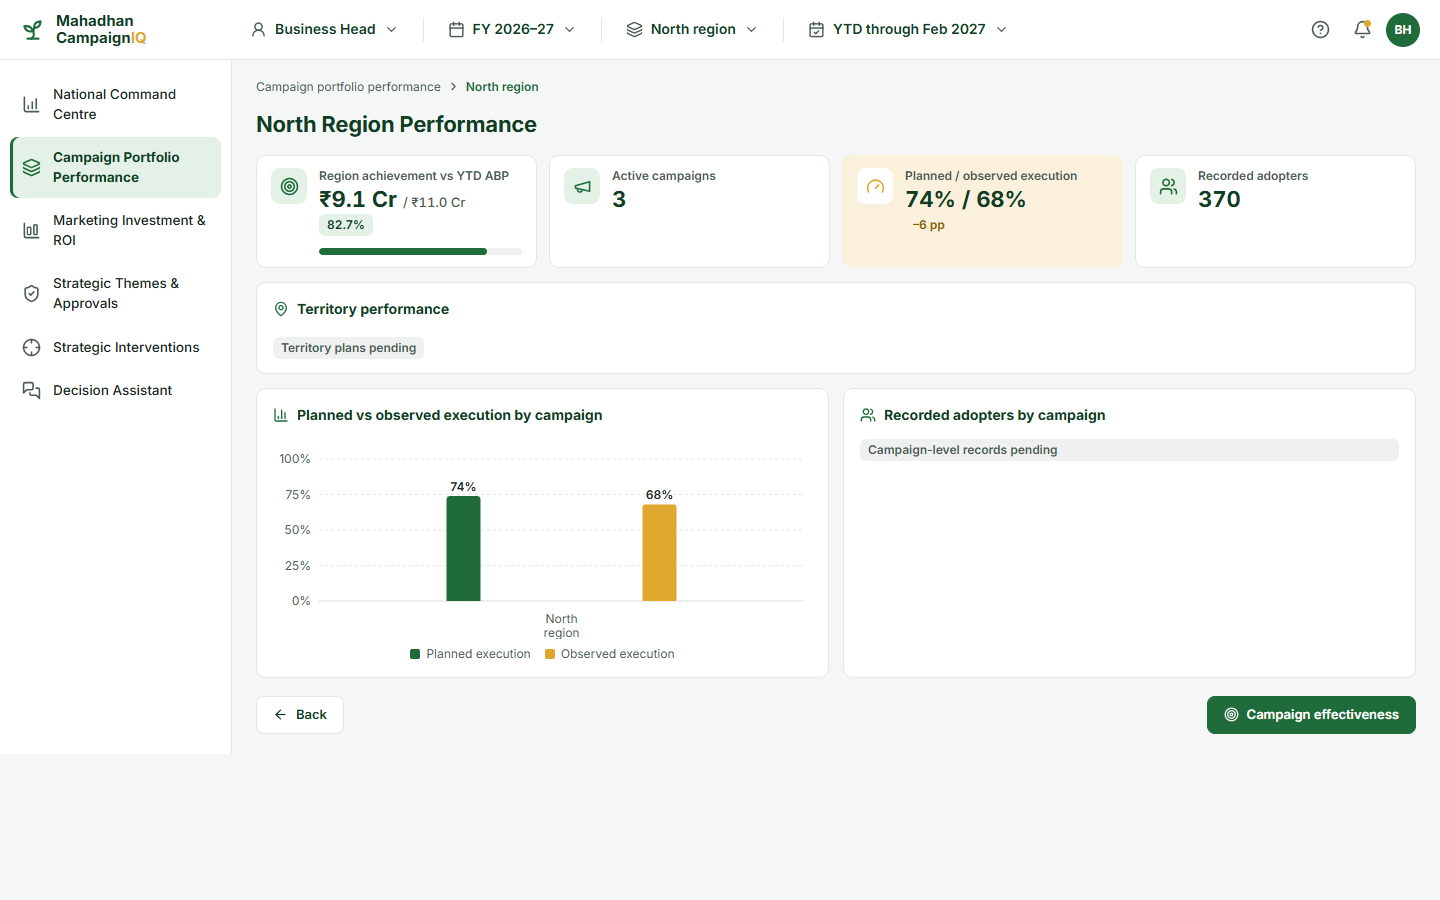 Mahadhan
CampaignIQ
Business Head
FY 2026–27
North region
YTD through Feb 2027
BH
National Command
Centre
Campaign Portfolio
Performance
Marketing Investment &
ROI
Strategic Themes &
Approvals
Strategic Interventions
Decision Assistant
Campaign portfolio performance > North region
North Region Performance
Region achievement vs YTD ABP
₹9.1 Cr / ₹11.0 Cr
82.7%
Active campaigns
3
Planned / observed execution
74% / 68%
−6 pp
Recorded adopters
370
Territory performance
Territory plans pending
Planned vs observed execution by campaign
100%
75%
50%
25%
0%
74%
68%
North
region
Planned execution
Observed execution
Recorded adopters by campaign
Campaign-level records pending
Back
Campaign effectiveness